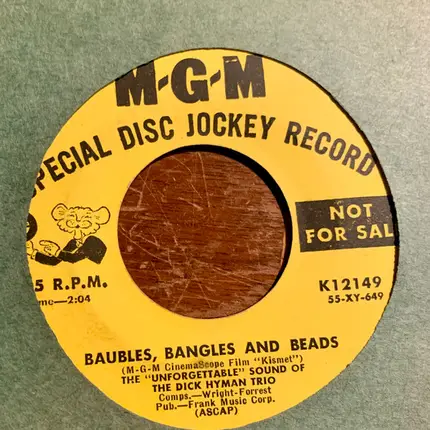 M-G-M
SPECIAL DISC JOCKEY RECORD
NOT
FOR SAL
5 R.P.M.
me—2:04
K12149
55-XY-649
BAUBLES, BANGLES AND BEADS
(M-G-M CinemaScope Film "Kismet")
THE "UNFORGETTABLE" SOUND OF
THE DICK HYMAN TRIO
Comps.—Wright-Forrest
Pub.—Frank Music Corp.
(ASCAP)